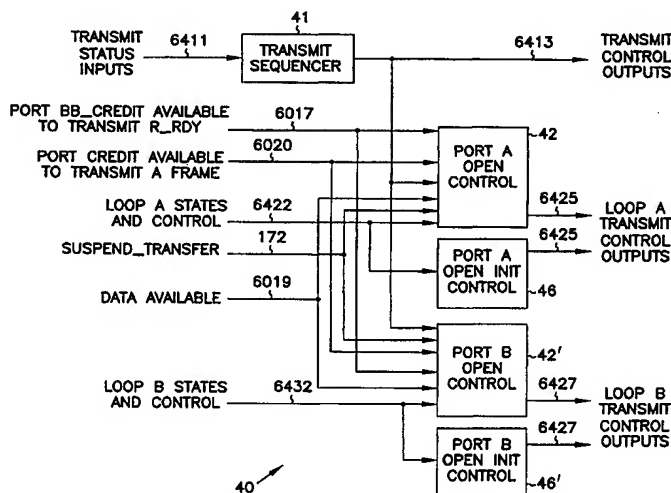 41
TRANSMIT
STATUS
INPUTS
6411
TRANSMIT
SEQUENCER
6413
TRANSMIT
CONTROL
OUTPUTS
PORT BB_CREDIT AVAILABLE
TO TRANSMIT R_RDY
6017
PORT CREDIT AVAILABLE
TO TRANSMIT A FRAME
6020
LOOP A STATES
AND CONTROL
6422
SUSPEND_TRANSFER
172
DATA AVAILABLE
6019
LOOP B STATES
AND CONTROL
6432
42
PORT A
OPEN
CONTROL
6425
LOOP A
TRANSMIT
CONTROL
OUTPUTS
6425
PORT A
OPEN INIT
CONTROL
46
PORT B
OPEN
CONTROL
42'
6427
LOOP B
TRANSMIT
CONTROL
OUTPUTS
6427
PORT B
OPEN INIT
CONTROL
46'
40